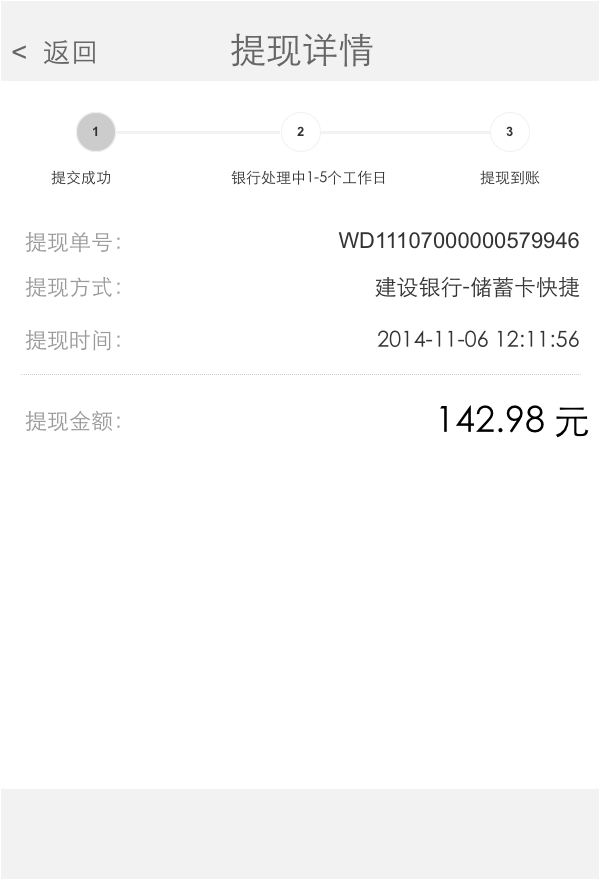 < 返回 提现详情
1 2 3
提交成功 银行处理中1-5个工作日 提现到账
提现单号: WD11107000000579946
提现方式: 建设银行-储蓄卡快捷
提现时间: 2014-11-06 12:11:56
提现金额: 142.98 元